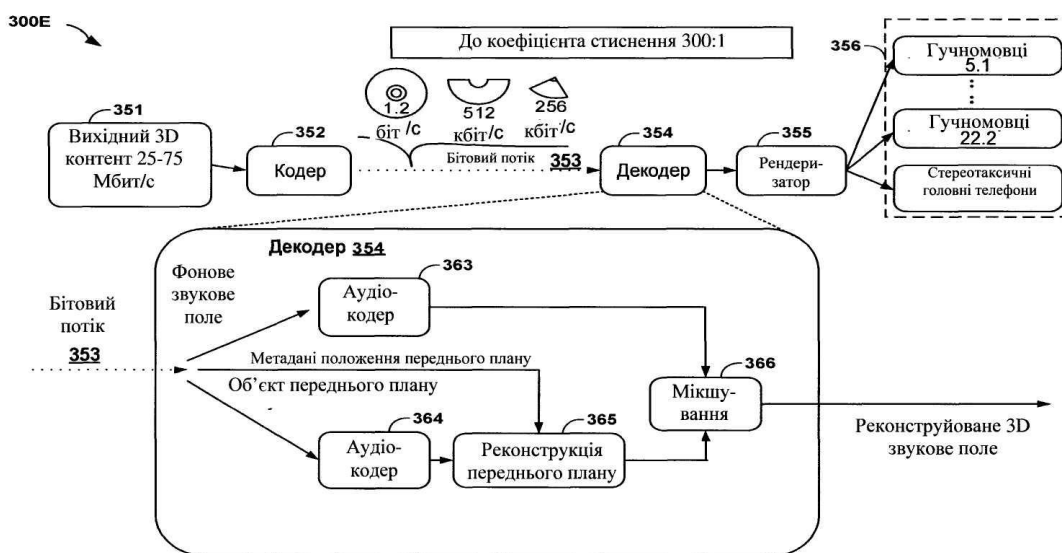 300E
До коефіцієнта стиснення 300:1
351
Вихідний 3D
контент 25-75
Мбит/с
352
Кодер
1.2
біт /с
512
кбіт/с
256
кбіт/с
Бітовий потік 353
354
Декодер
355
Рендери-
затор
356
Гучномовці
5.1
Гучномовці
22.2
Стереотаксичні
головні телефони
Декодер 354
Бітовий
потік
353
Фонове
звукове
поле
363
Аудіо-
кодер
Метадані положення переднього плану
Об’єкт переднього плану
364
Аудіо-
кодер
365
Реконструкція
переднього плану
366
Мікшу-
вання
Реконструйоване 3D
звукове поле